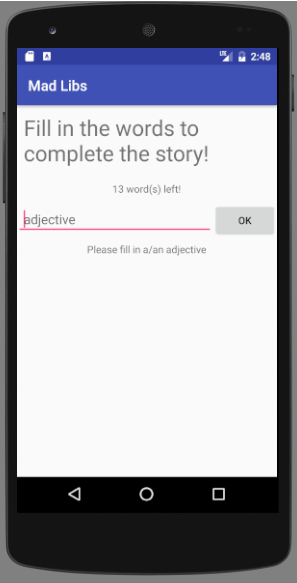 2:48
Mad Libs
Fill in the words to
complete the story!
13 word(s) left!
adjective
OK
Please fill in a/an adjective